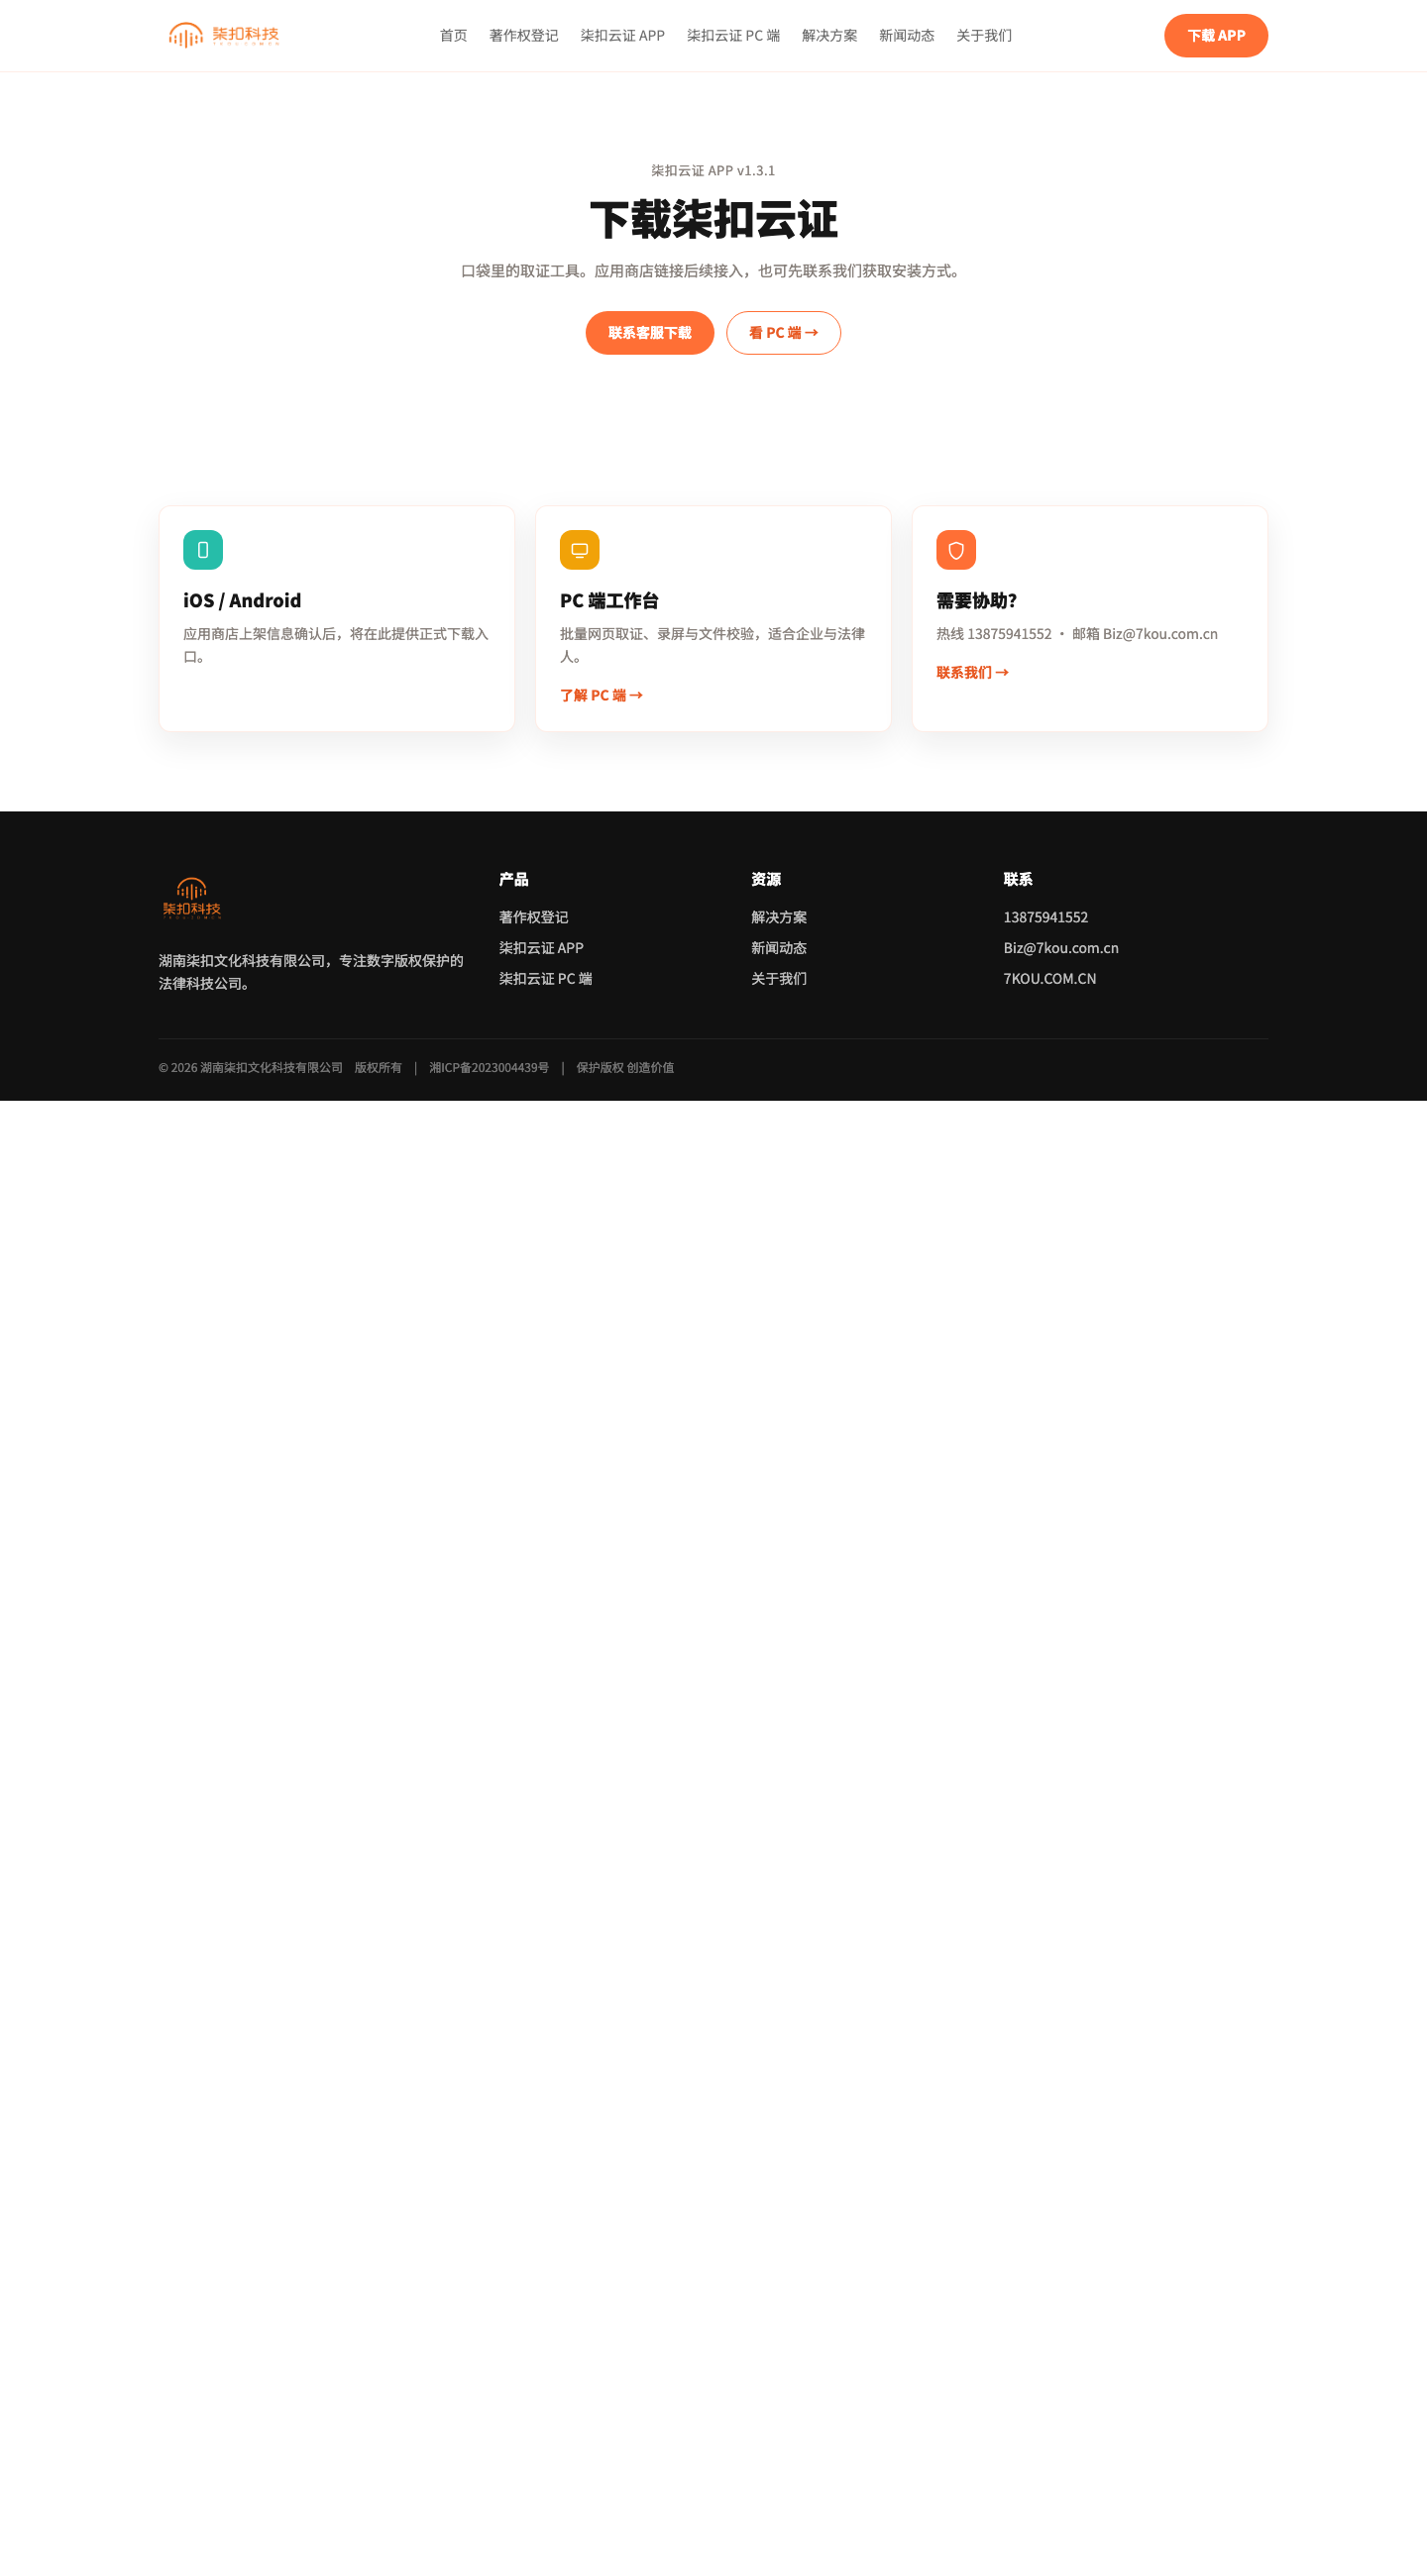 柒扣科技
首页 著作权登记 柒扣云证 APP 柒扣云证 PC 端 解决方案 新闻动态 关于我们
下载 APP
柒扣云证 APP v1.3.1
下载柒扣云证
口袋里的取证工具。应用商店链接后续接入，也可先联系我们获取安装方式。
联系客服下载
看 PC 端 →
iOS / Android
应用商店上架信息确认后，将在此提供正式下载入
口。
PC 端工作台
批量网页取证、录屏与文件校验，适合企业与法律
人。
了解 PC 端 →
需要协助？
热线 13875941552 · 邮箱 Biz@7kou.com.cn
联系我们 →
柒扣科技
湖南柒扣文化科技有限公司，专注数字版权保护的
法律科技公司。
产品
著作权登记
柒扣云证 APP
柒扣云证 PC 端
资源
解决方案
新闻动态
关于我们
联系
13875941552
Biz@7kou.com.cn
7KOU.COM.CN
© 2026 湖南柒扣文化科技有限公司 版权所有 | 湘ICP备2023004439号 | 保护版权 创造价值